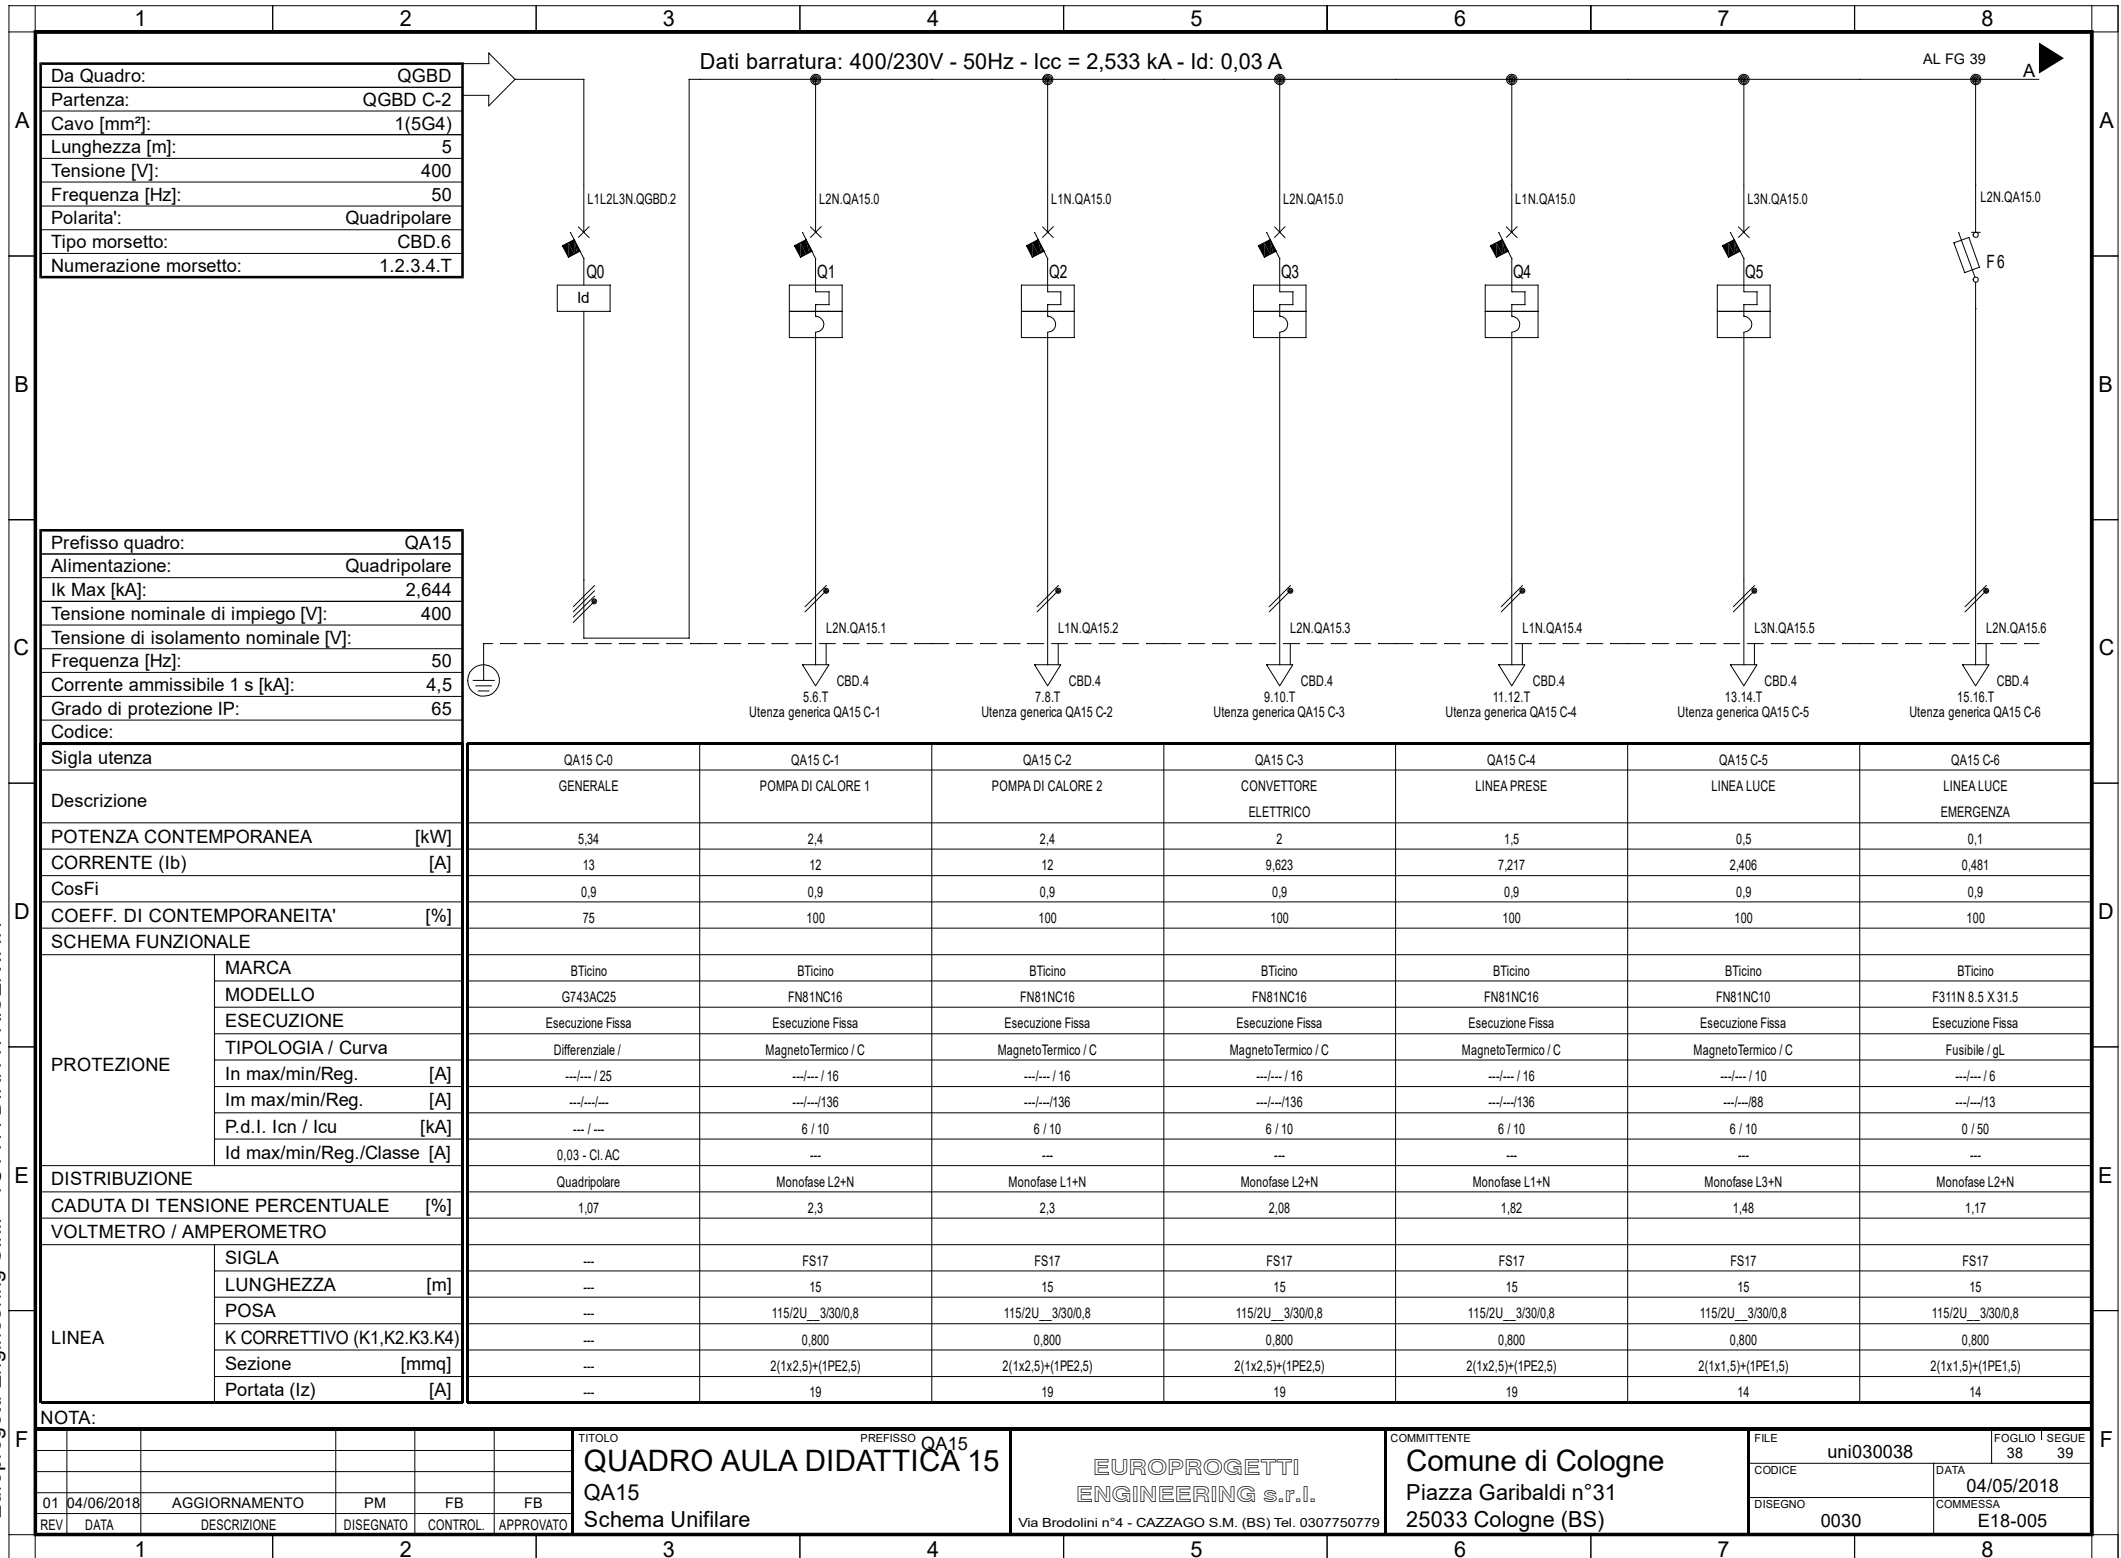 1 2 3 4 5 6 7 8
Dati barratura: 400/230V - 50Hz - Icc = 2,533 kA - Id: 0,03 A
AL FG 39
A
A A
B B
C C
D D
E E
F F
Da Quadro: QGBD
Partenza: QGBD C-2
Cavo [mm²]: 1(5G4)
Lunghezza [m]: 5
Tensione [V]: 400
Frequenza [Hz]: 50
Polarita': Quadripolare
Tipo morsetto: CBD.6
Numerazione morsetto: 1.2.3.4.T
L1L2L3N.QGBD.2 L2N.QA15.0 L1N.QA15.0 L2N.QA15.0 L1N.QA15.0 L3N.QA15.0 L2N.QA15.0
Q0 Q1 Q2 Q3 Q4 Q5 F6
Id
Prefisso quadro: QA15
Alimentazione: Quadripolare
Ik Max [kA]: 2,644
Tensione nominale di impiego [V]: 400
Tensione di isolamento nominale [V]:
Frequenza [Hz]: 50
Corrente ammissibile 1 s [kA]: 4,5
Grado di protezione IP: 65
Codice:
L2N.QA15.1 L1N.QA15.2 L2N.QA15.3 L1N.QA15.4 L3N.QA15.5 L2N.QA15.6
CBD.4 CBD.4 CBD.4 CBD.4 CBD.4 CBD.4
5.6.T 7.8.T 9.10.T 11.12.T 13.14.T 15.16.T
Utenza generica QA15 C-1 Utenza generica QA15 C-2 Utenza generica QA15 C-3 Utenza generica QA15 C-4 Utenza generica QA15 C-5 Utenza generica QA15 C-6
Sigla utenza QA15 C-0 QA15 C-1 QA15 C-2 QA15 C-3 QA15 C-4 QA15 C-5 QA15 C-6
Descrizione GENERALE POMPA DI CALORE 1 POMPA DI CALORE 2 CONVETTORE LINEA PRESE LINEA LUCE LINEA LUCE
ELETTRICO EMERGENZA
POTENZA CONTEMPORANEA [kW] 5,34 2,4 2,4 2 1,5 0,5 0,1
CORRENTE (Ib) [A] 13 12 12 9,623 7,217 2,406 0,481
CosFi 0,9 0,9 0,9 0,9 0,9 0,9 0,9
COEFF. DI CONTEMPORANEITA' [%] 75 100 100 100 100 100 100
SCHEMA FUNZIONALE
PROTEZIONE
MARCA BTicino BTicino BTicino BTicino BTicino BTicino BTicino
MODELLO G743AC25 FN81NC16 FN81NC16 FN81NC16 FN81NC16 FN81NC10 F311N 8.5 X 31.5
ESECUZIONE Esecuzione Fissa Esecuzione Fissa Esecuzione Fissa Esecuzione Fissa Esecuzione Fissa Esecuzione Fissa Esecuzione Fissa
TIPOLOGIA / Curva Differenziale / MagnetoTermico / C MagnetoTermico / C MagnetoTermico / C MagnetoTermico / C MagnetoTermico / C Fusibile / gL
In max/min/Reg. [A] ---/--- / 25 ---/--- / 16 ---/--- / 16 ---/--- / 16 ---/--- / 16 ---/--- / 10 ---/--- / 6
Im max/min/Reg. [A] ---/---/--- ---/---/136 ---/---/136 ---/---/136 ---/---/136 ---/---/88 ---/---/13
P.d.I. Icn / Icu [kA] --- / --- 6 / 10 6 / 10 6 / 10 6 / 10 6 / 10 0 / 50
Id max/min/Reg./Classe [A] 0,03 - Cl. AC --- --- --- --- --- ---
DISTRIBUZIONE Quadripolare Monofase L2+N Monofase L1+N Monofase L2+N Monofase L1+N Monofase L3+N Monofase L2+N
CADUTA DI TENSIONE PERCENTUALE [%] 1,07 2,3 2,3 2,08 1,82 1,48 1,17
VOLTMETRO / AMPEROMETRO
LINEA
SIGLA --- FS17 FS17 FS17 FS17 FS17 FS17
LUNGHEZZA [m] --- 15 15 15 15 15 15
POSA --- 115/2U__3/30/0,8 115/2U__3/30/0,8 115/2U__3/30/0,8 115/2U__3/30/0,8 115/2U__3/30/0,8 115/2U__3/30/0,8
K CORRETTIVO (K1,K2.K3.K4) --- 0,800 0,800 0,800 0,800 0,800 0,800
Sezione [mmq] --- 2(1x2,5)+(1PE2,5) 2(1x2,5)+(1PE2,5) 2(1x2,5)+(1PE2,5) 2(1x2,5)+(1PE2,5) 2(1x1,5)+(1PE1,5) 2(1x1,5)+(1PE1,5)
Portata (Iz) [A] --- 19 19 19 19 14 14
NOTA:
01 04/06/2018 AGGIORNAMENTO PM FB FB
REV DATA DESCRIZIONE DISEGNATO CONTROL. APPROVATO
TITOLO PREFISSO QA15
QUADRO AULA DIDATTICA 15
QA15
Schema Unifilare
EUROPROGETTI
ENGINEERING s.r.l.
Via Brodolini n°4 - CAZZAGO S.M. (BS) Tel. 0307750779
COMMITTENTE
Comune di Cologne
Piazza Garibaldi n°31
25033 Cologne (BS)
FILE uni030038
FOGLIO 38 SEGUE 39
CODICE
DATA 04/05/2018
DISEGNO 0030
COMMESSA E18-005
1 2 3 4 5 6 7 8